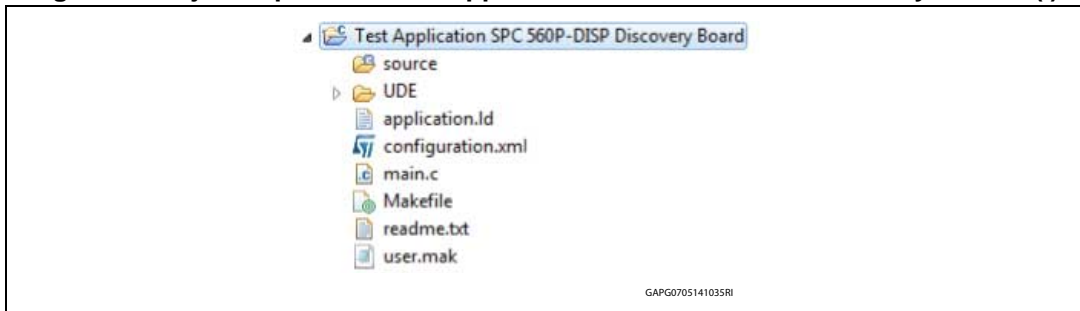 Test Application SPC 560P-DISP Discovery Board
source
UDE
application.ld
configuration.xml
main.c
Makefile
readme.txt
user.mak
GAPG0705141035RI